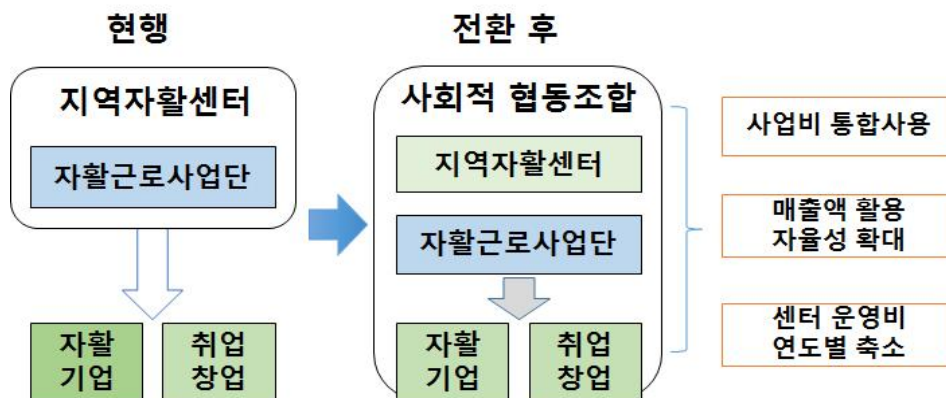 현행
지역자활센터
자활근로사업단
자활
기업
취업
창업
전환 후
사회적 협동조합
지역자활센터
자활근로사업단
자활
기업
취업
창업
사업비 통합사용
매출액 활용
자율성 확대
센터 운영비
연도별 축소